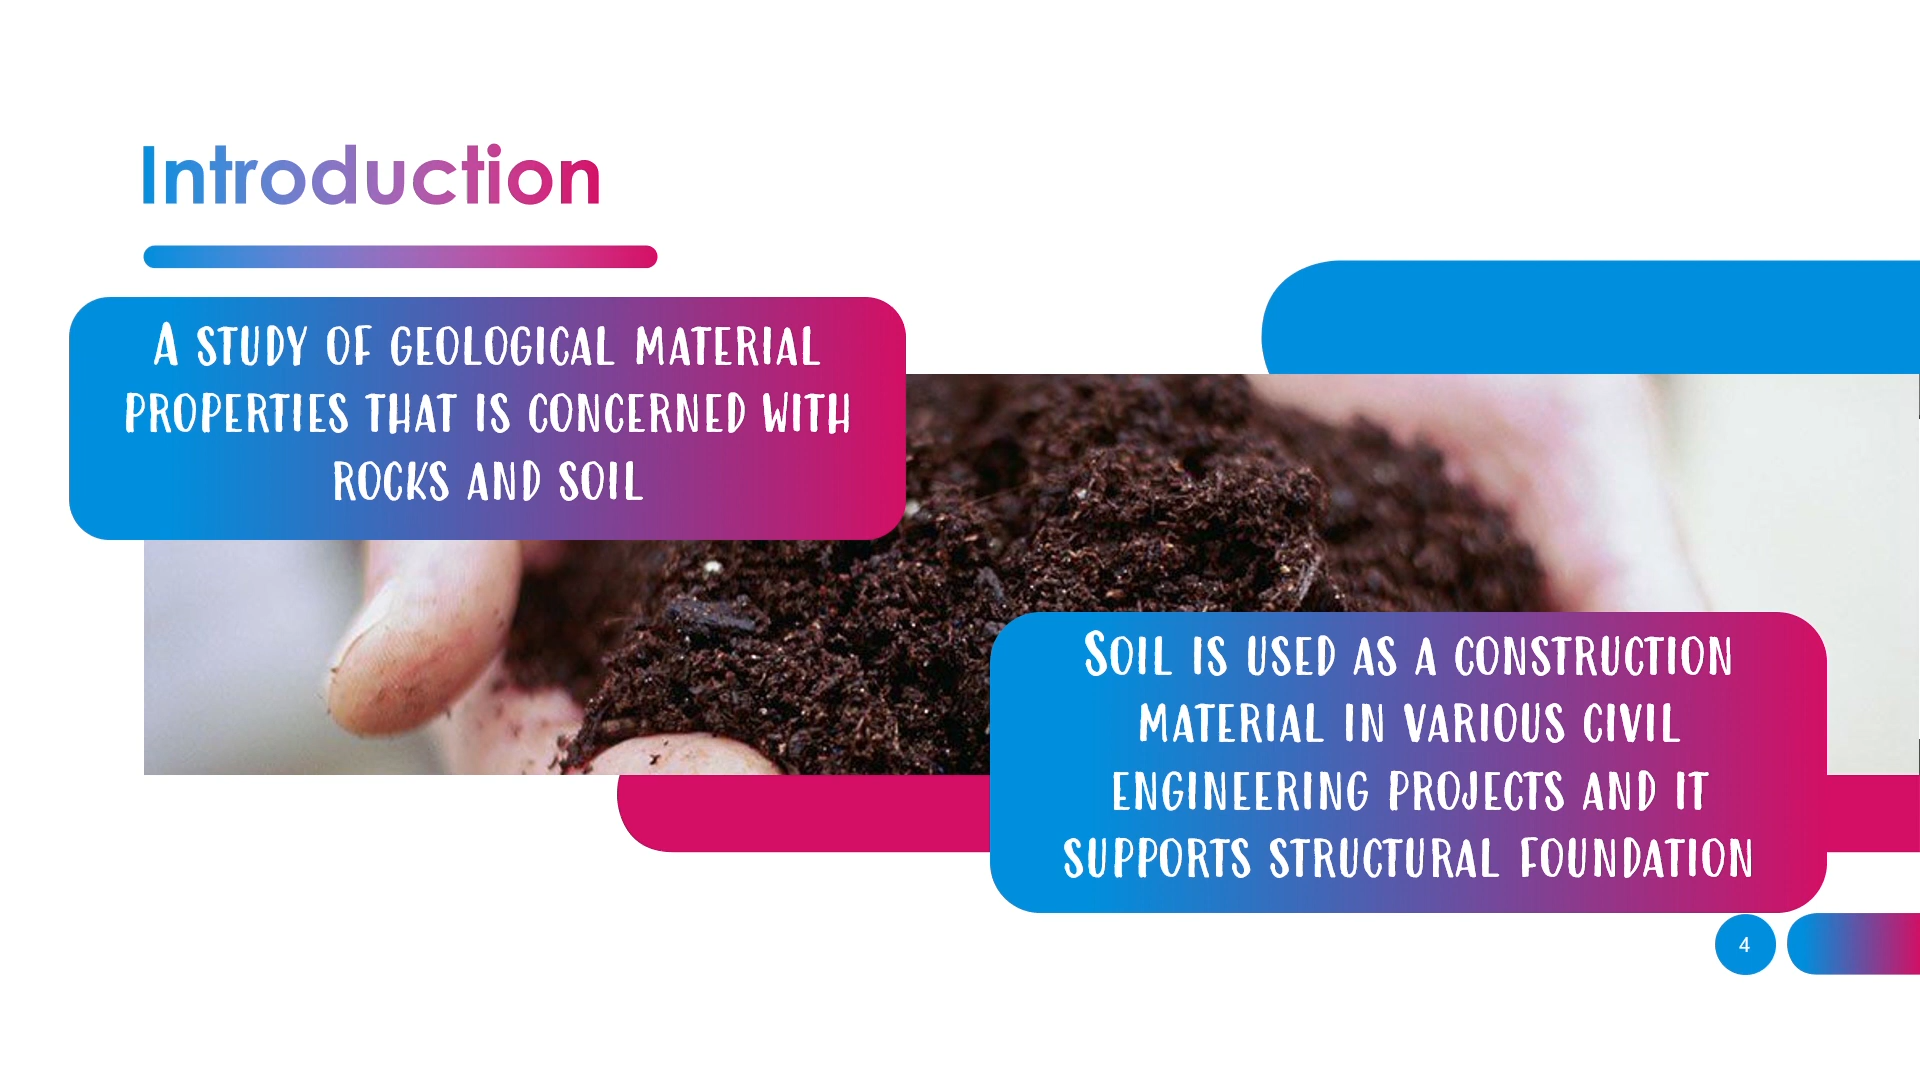 Introduction
A study of geological material
properties that is concerned with
rocks and soil
Soil is used as a construction
material in various civil
engineering projects and it
supports structural foundation
4